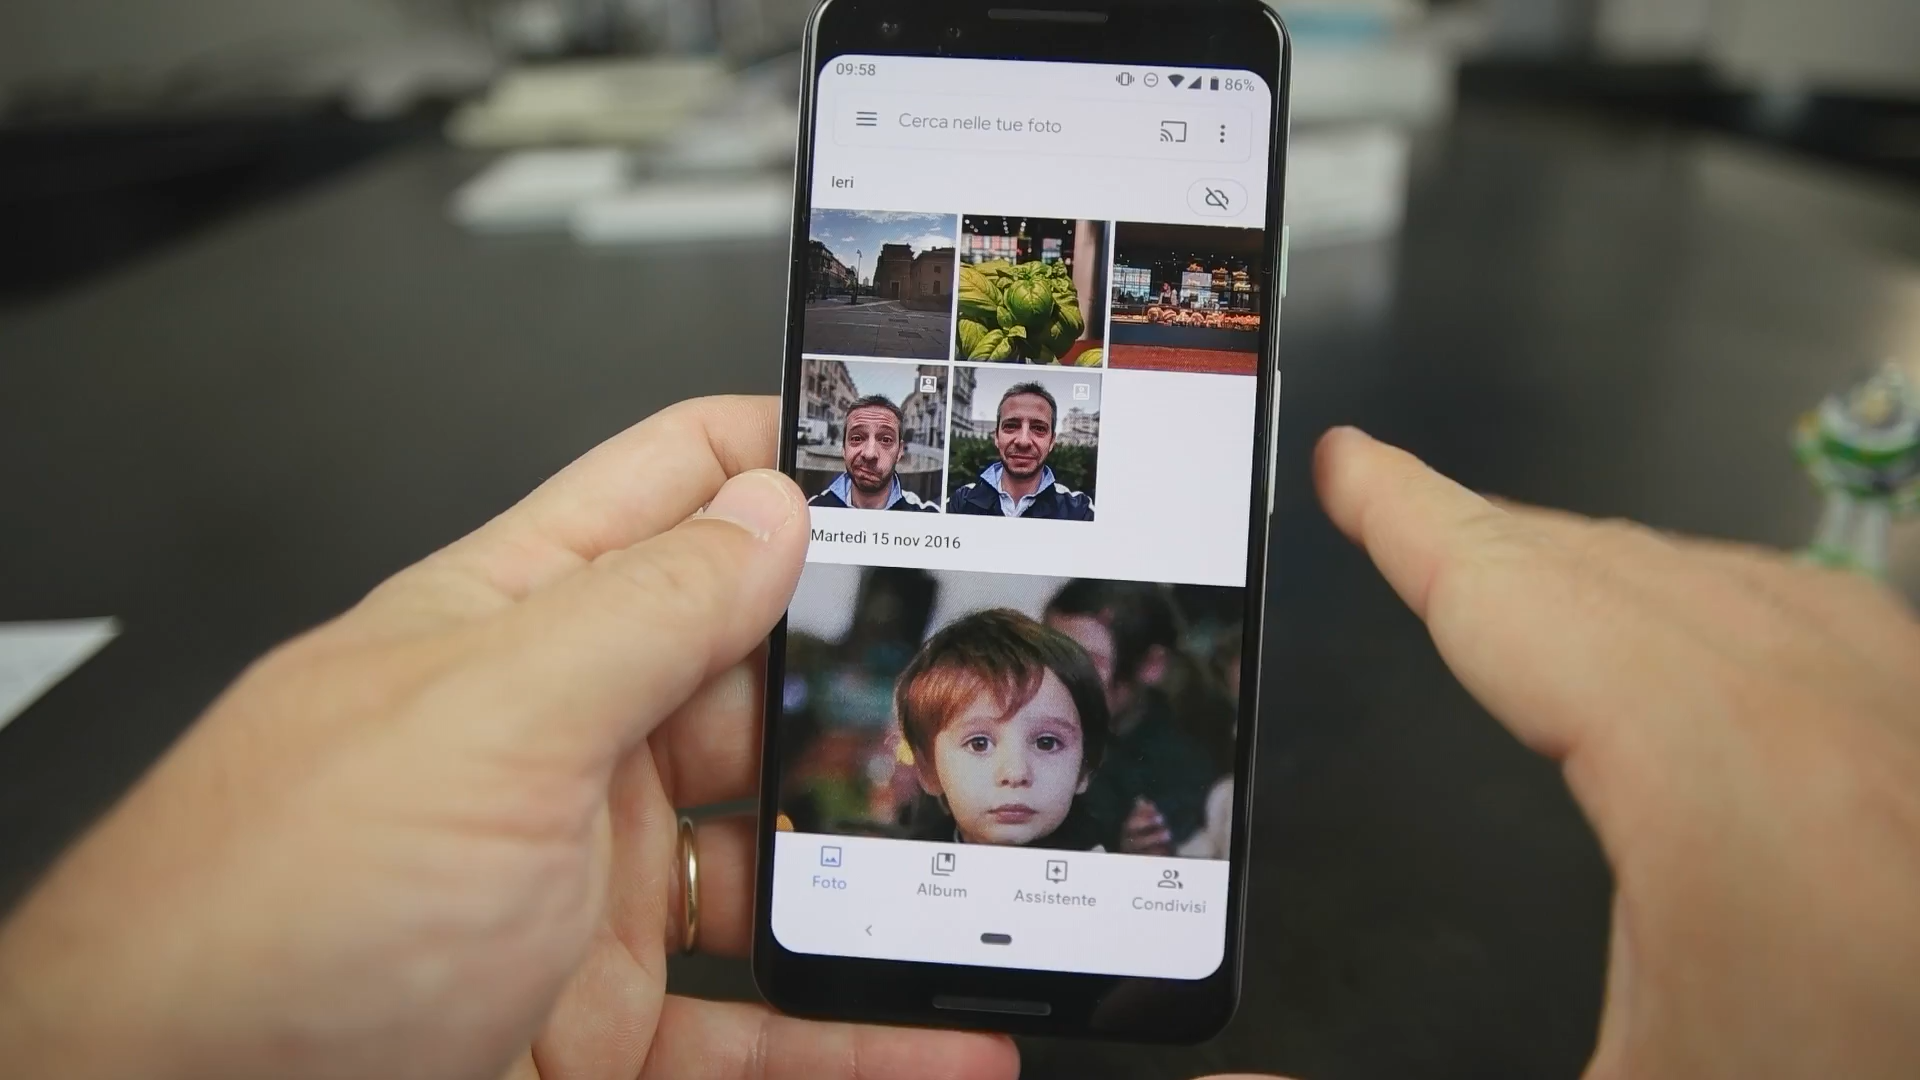 09:58
86%
Cerca nelle tue foto
Ieri
Martedì 15 nov 2016
Foto
Album
Assistente
Condivisi